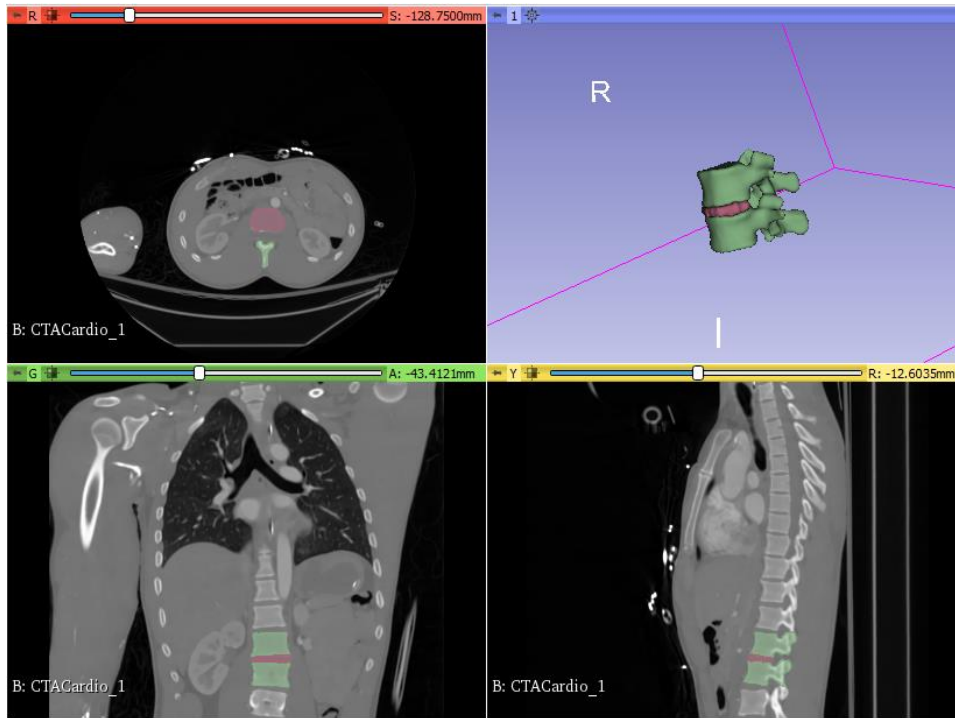 R S: -128.7500mm
1
R
I
B: CTACardio_1
G A: -43.4121mm
Y R: -12.6035mm
B: CTACardio_1
B: CTACardio_1